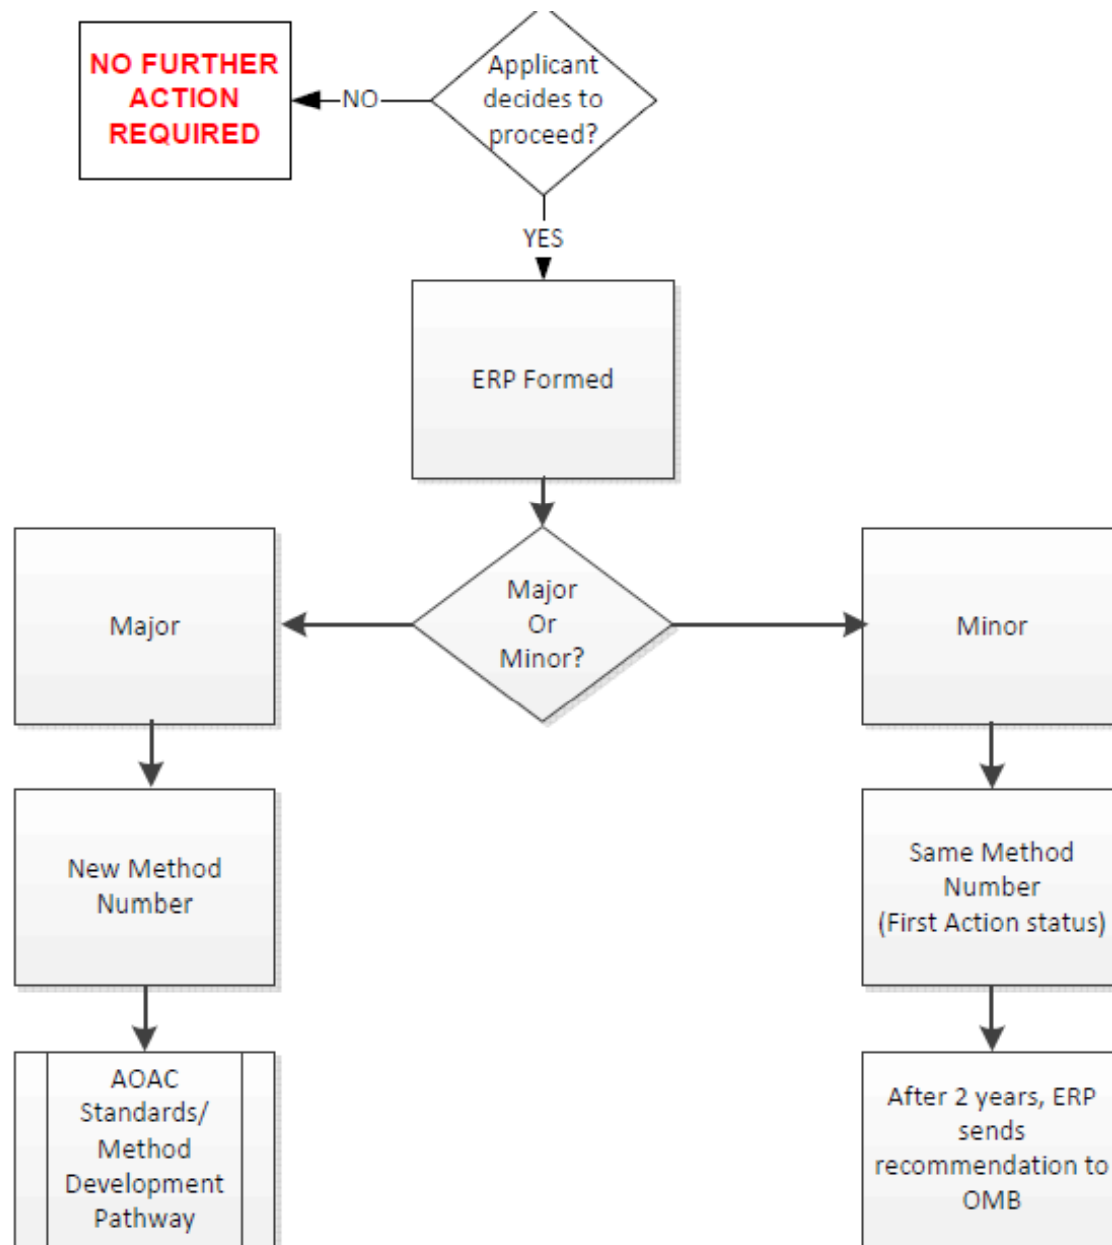 NO FURTHER
ACTION
REQUIRED
NO
Applicant
decides to
proceed?
YES
ERP Formed
Major
Major
Or
Minor?
Minor
New Method
Number
Same Method
Number
(First Action status)
AOAC
Standards/
Method
Development
Pathway
After 2 years, ERP
sends
recommendation to
OMB